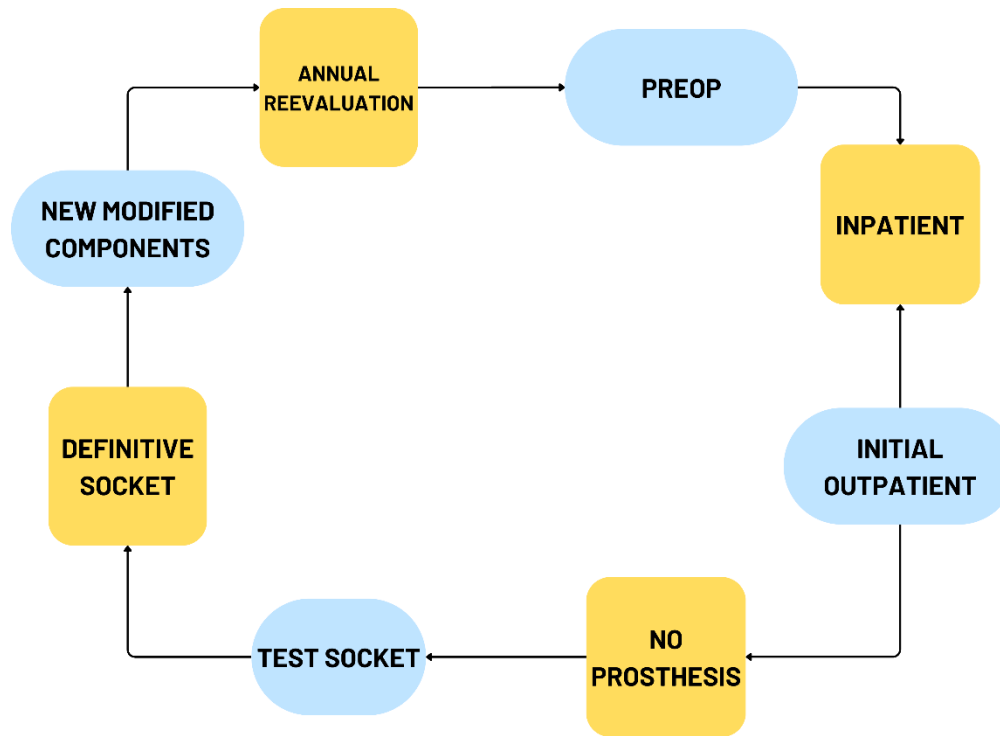 ANNUAL
REEVALUATION
PREOP
INPATIENT
INITIAL
OUTPATIENT
NO
PROSTHESIS
TEST SOCKET
DEFINITIVE
SOCKET
NEW MODIFIED
COMPONENTS